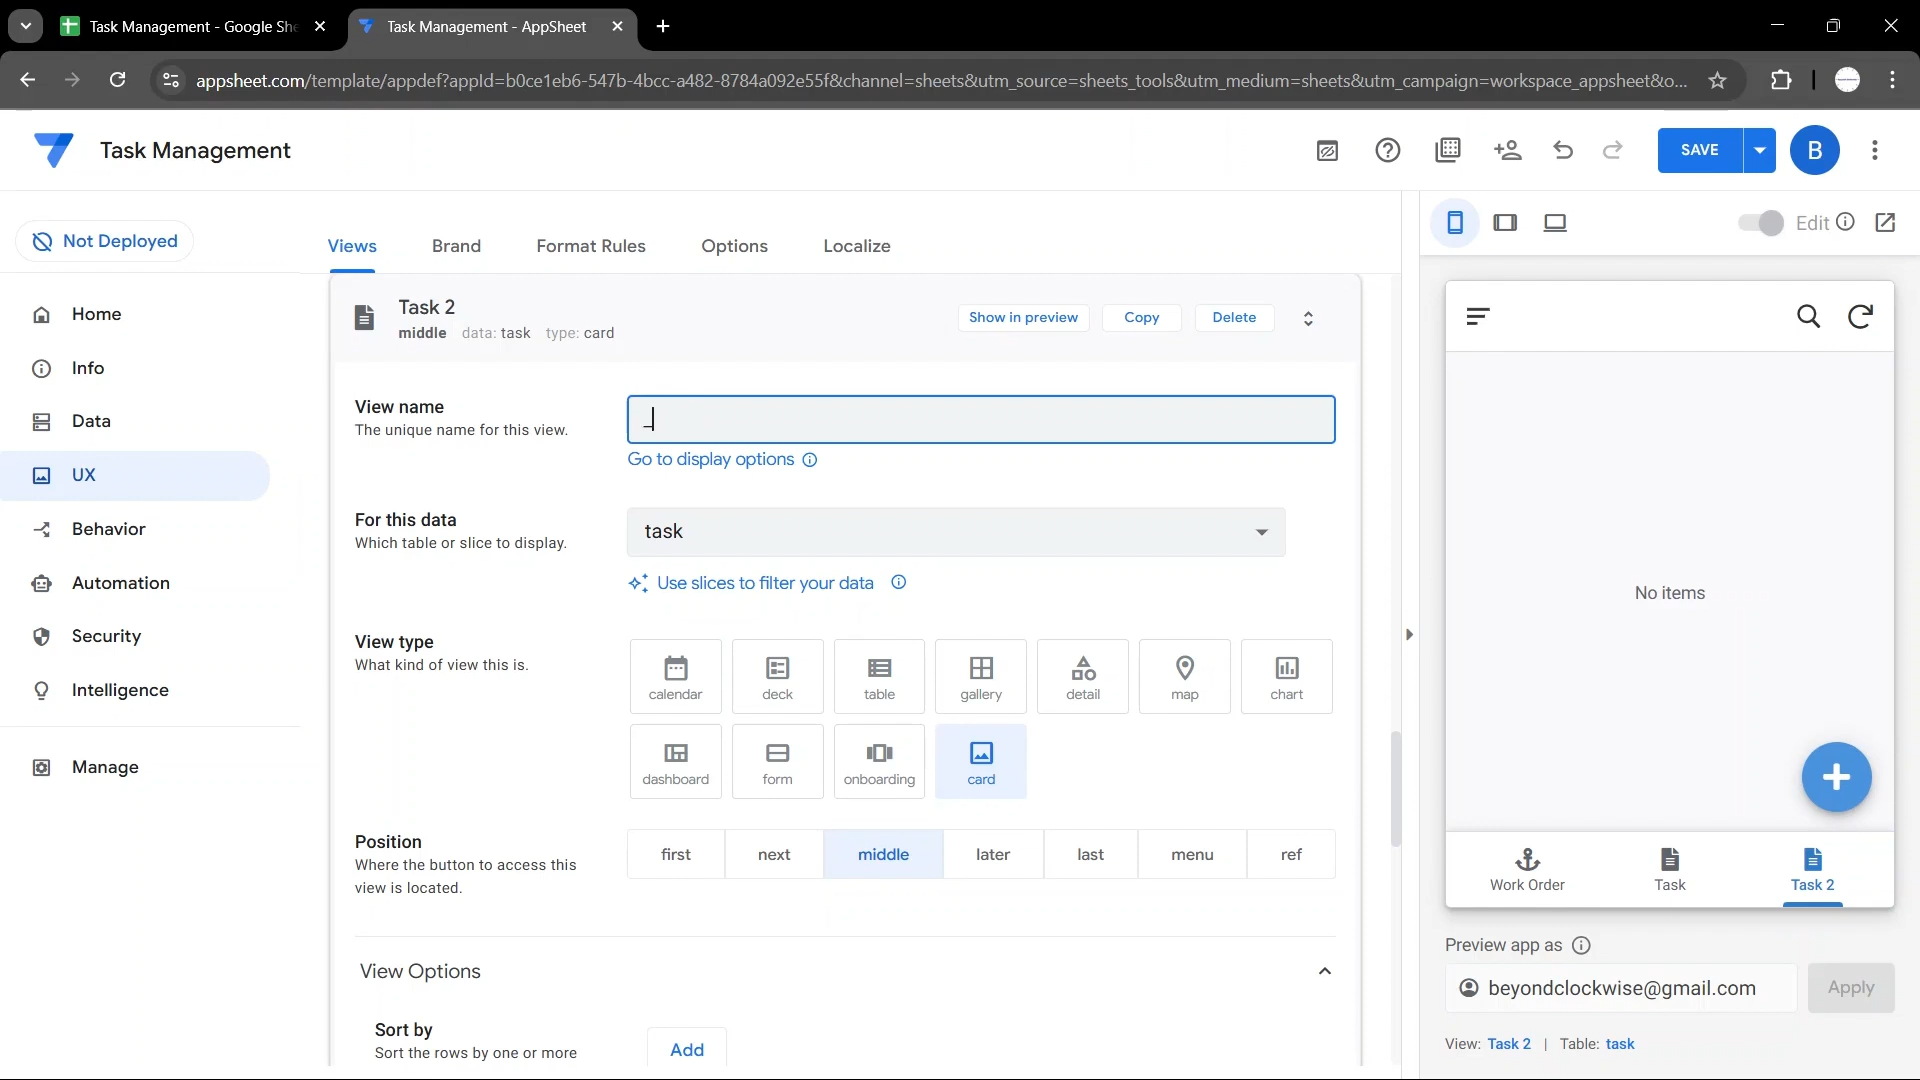 Task Management - Google She
Task Management - AppSheet
appsheet.com/template/appdef?appId=b0ce1eb6-547b-4bcc-a482-8784a092e55f&channel=sheets&utm_source=sheets_tools&utm_medium=sheets&utm_campaign=workspace_appsheet&o...
Task Management
SAVE
B
Not Deployed
Views
Brand
Format Rules
Options
Localize
Edit
Home
Info
Data
UX
Behavior
Automation
Security
Intelligence
Manage
Task 2
middle data: task type: card
Show in preview
Copy
Delete
View name
The unique name for this view.
_
Go to display options
For this data
Which table or slice to display.
task
Use slices to filter your data
View type
What kind of view this is.
calendar
deck
table
gallery
detail
map
chart
dashboard
form
onboarding
card
Position
Where the button to access this
view is located.
first
next
middle
later
last
menu
ref
View Options
Sort by
Sort the rows by one or more
Add
No items
Work Order
Task
Task 2
Preview app as
beyondclockwise@gmail.com
Apply
View: Task 2 | Table: task